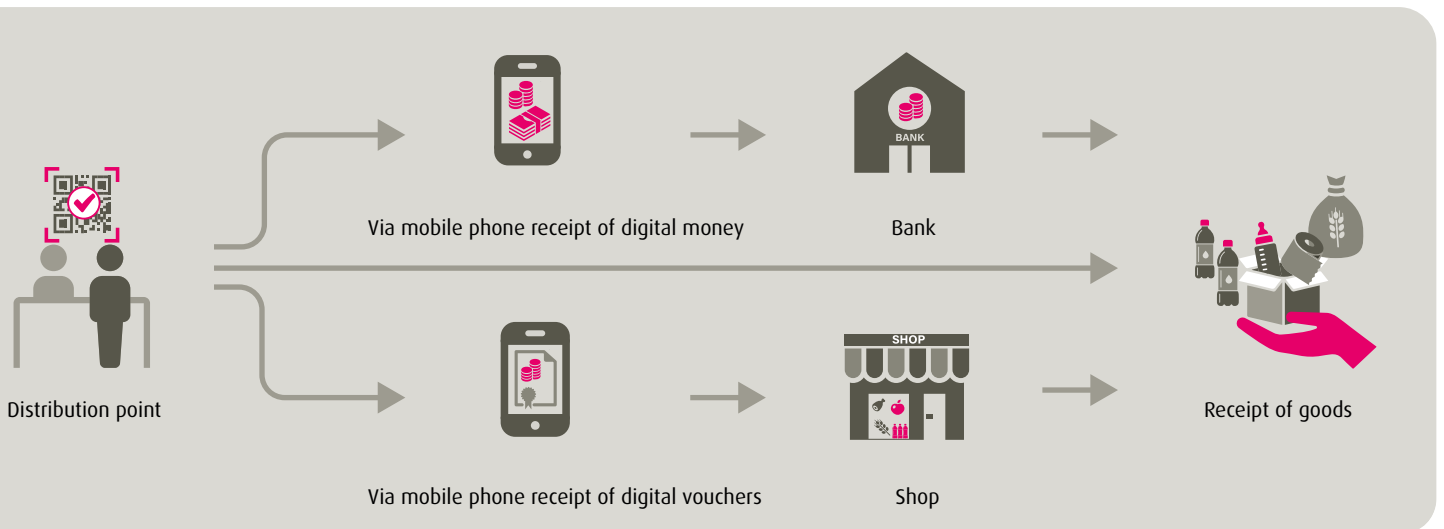 BANK
Via mobile phone receipt of digital money
Bank
SHOP
Distribution point
Receipt of goods
Via mobile phone receipt of digital vouchers
Shop